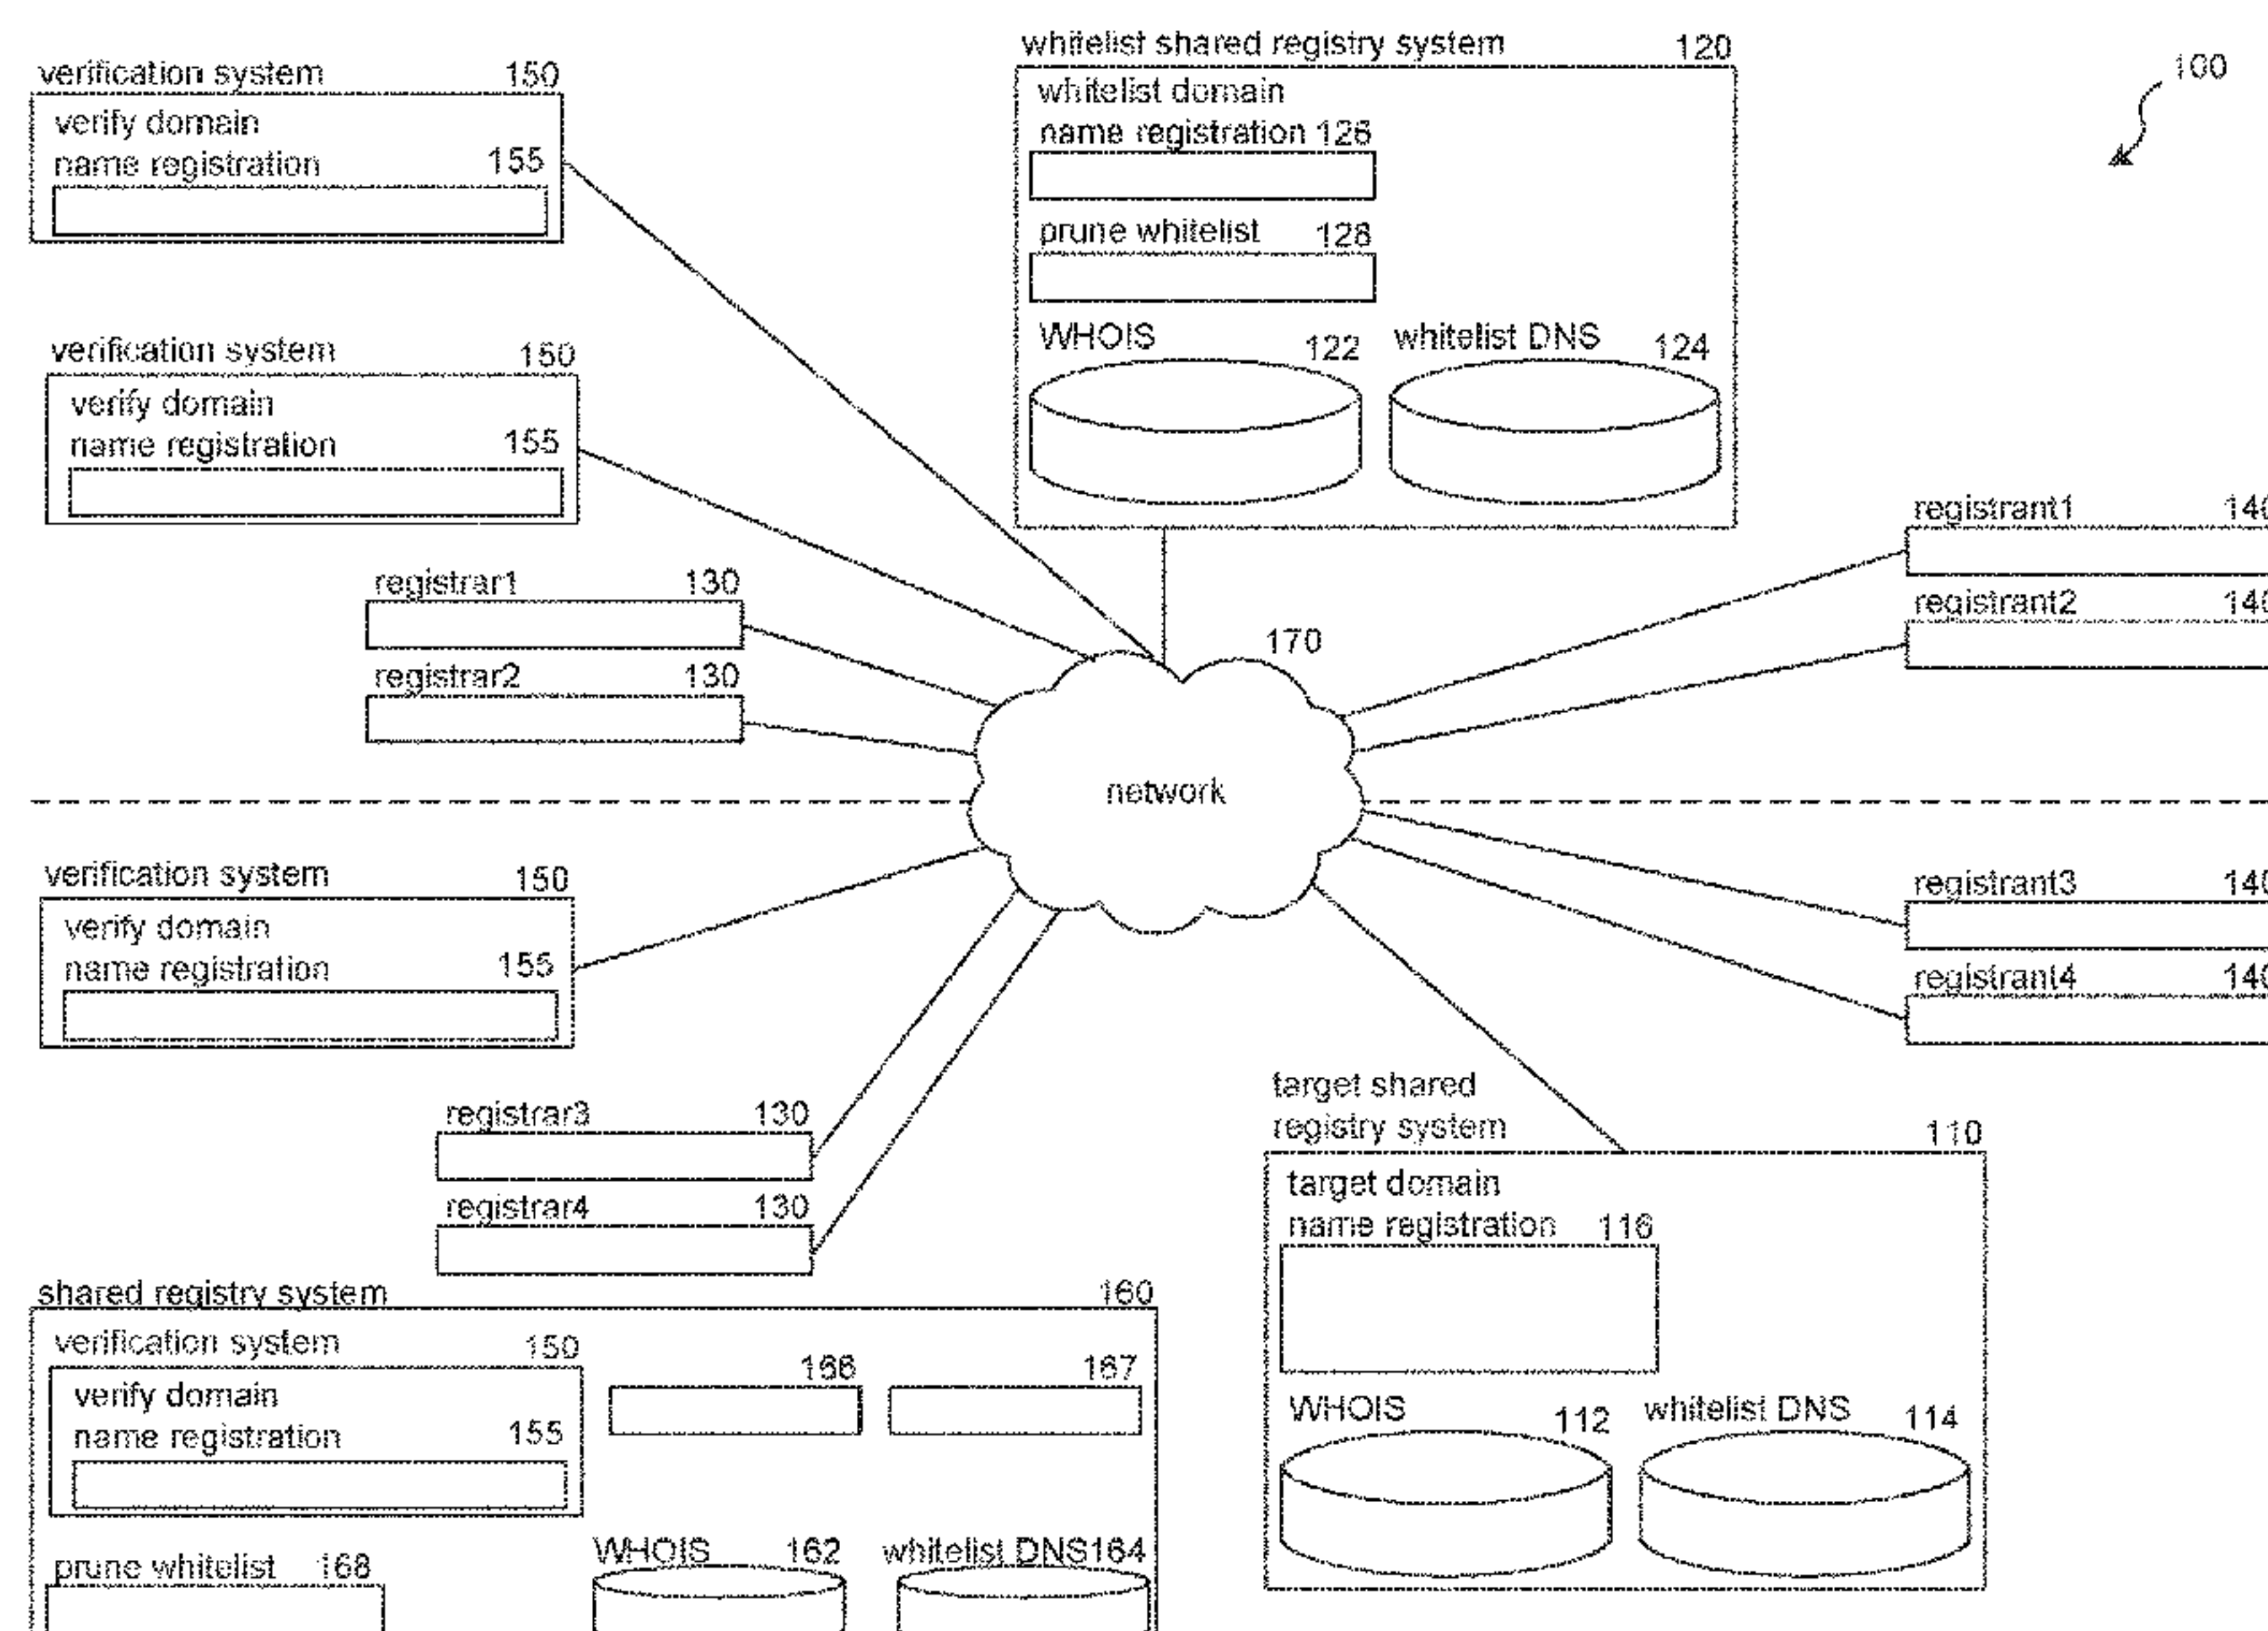 whitelist shared registry system 120
100
verification system 150
verify domain
name registration 155
whitelist domain
name registration 126
prune whitelist 128
WHOIS 122
whitelist DNS 124
verification system 150
verify domain
name registration 155
registrant1 140
registrant2 140
registrar1 130
registrar2 130
170
network
verification system 150
verify domain
name registration 155
registrant3 140
registrant4 140
registrar3 130
registrar4 130
target shared
registry system 110
target domain
name registration 116
WHOIS 112
whitelist DNS 114
shared registry system 160
verification system 150
verify domain
name registration 155
166
167
prune whitelist 168
WHOIS 162
whitelist DNS164